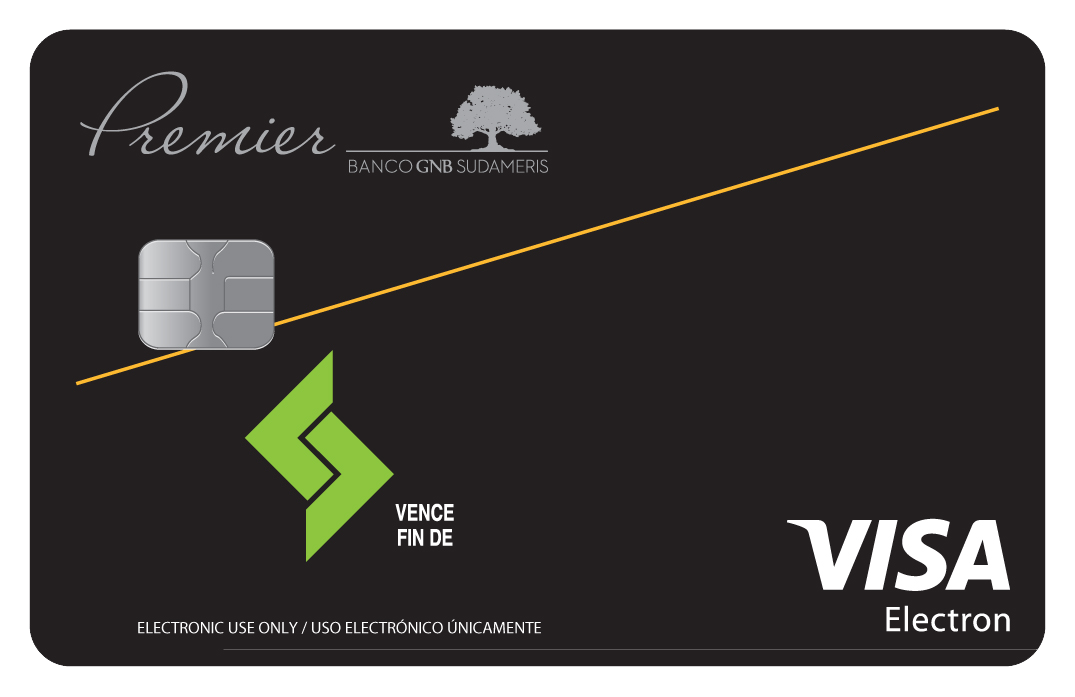 Premier
BANCO GNB SUDAMERIS
VENCE
FIN DE
VISA
Electron
ELECTRONIC USE ONLY / USO ELECTRÓNICO ÚNICAMENTE